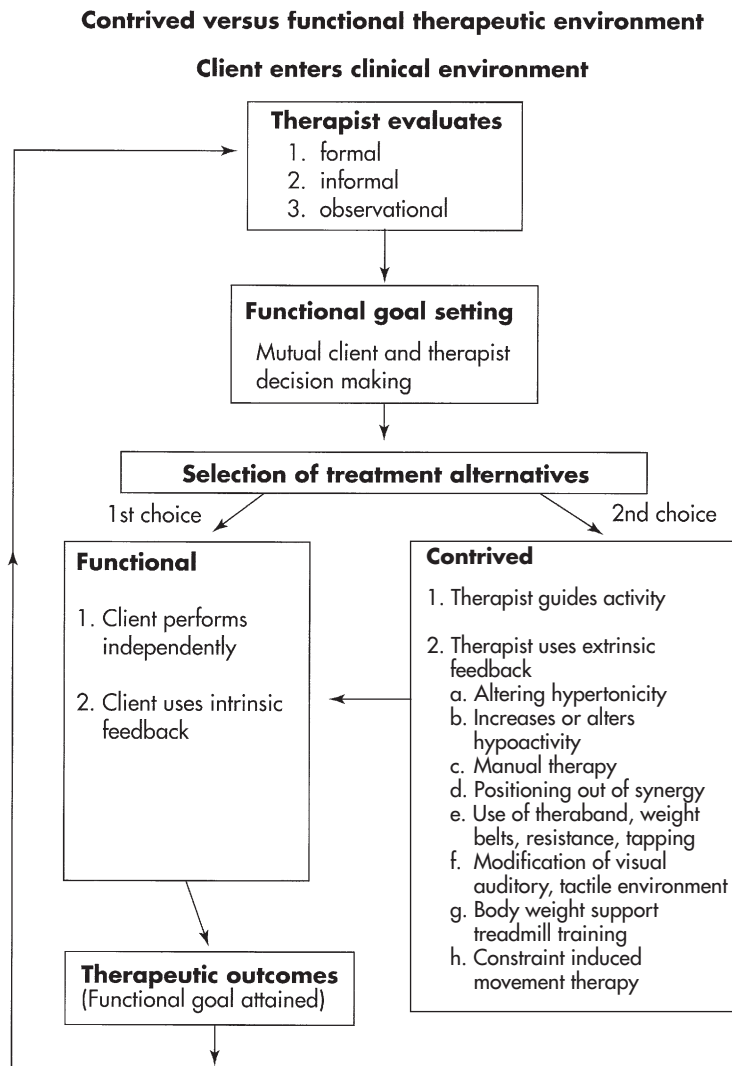 Contrived versus functional therapeutic environment
Client enters clinical environment
Therapist evaluates
1. formal
2. informal
3. observational
Functional goal setting
Mutual client and therapist
decision making
Selection of treatment alternatives
1st choice
2nd choice
Functional
1. Client performs
independently
2. Client uses intrinsic
feedback
Contrived
1. Therapist guides activity
2. Therapist uses extrinsic
feedback
a. Altering hypertonicity
b. Increases or alters
hypoactivity
c. Manual therapy
d. Positioning out of synergy
e. Use of theraband, weight
belts, resistance, tapping
f. Modification of visual
auditory, tactile environment
g. Body weight support
treadmill training
h. Constraint induced
movement therapy
Therapeutic outcomes
(Functional goal attained)